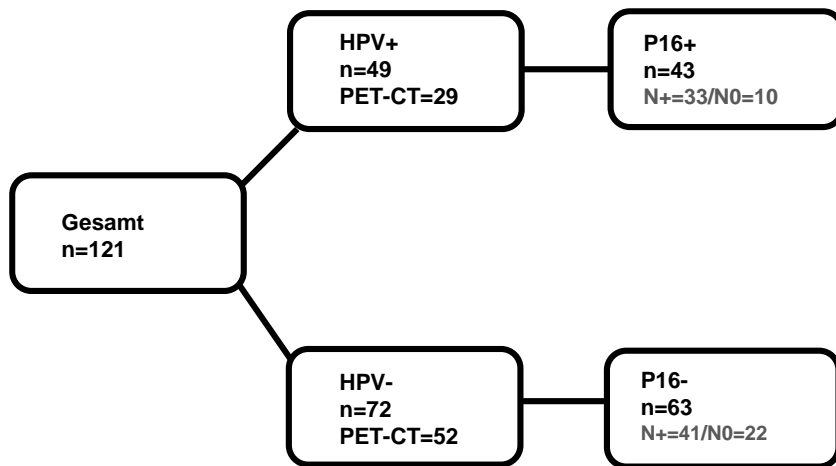 HPV+
n=49
PET-CT=29
P16+
n=43
N+=33/N0=10
Gesamt
n=121
HPV-
n=72
PET-CT=52
P16-
n=63
N+=41/N0=22